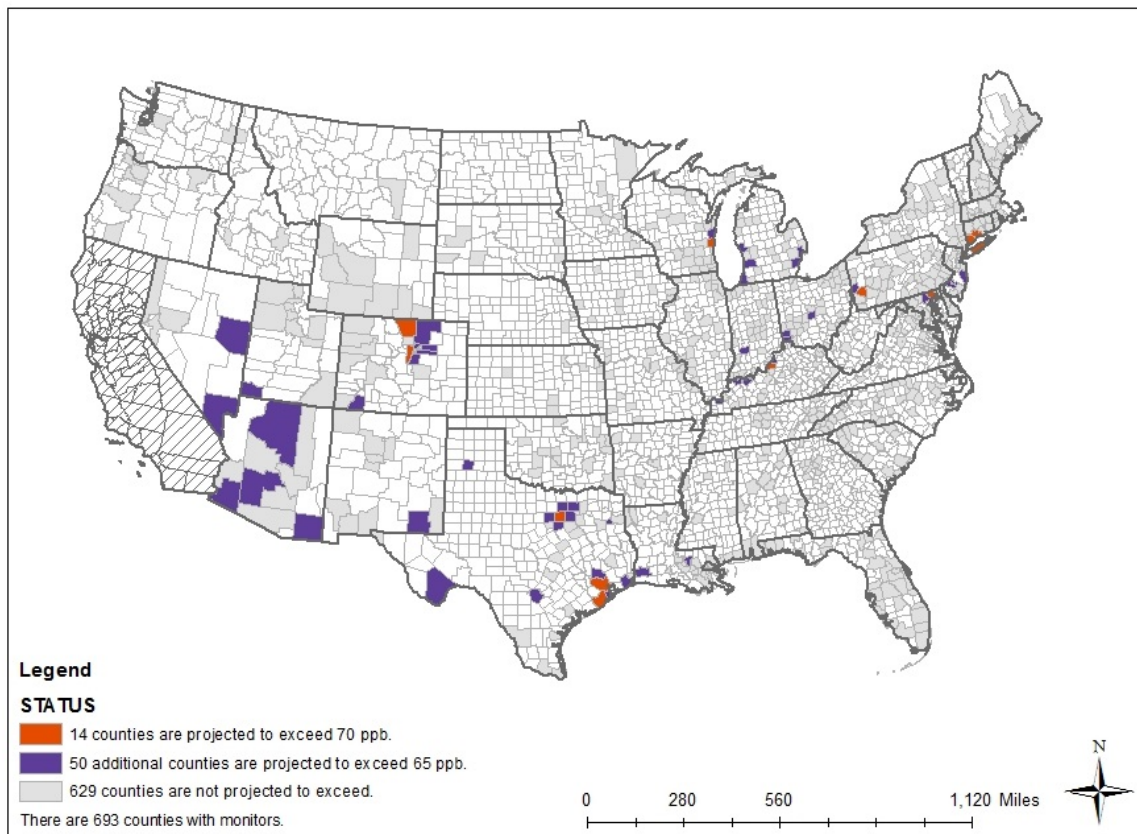 Legend
STATUS
14 counties are projected to exceed 70 ppb.
50 additional counties are projected to exceed 65 ppb.
629 counties are not projected to exceed.
There are 693 counties with monitors.
0 280 560 1,120 Miles
N